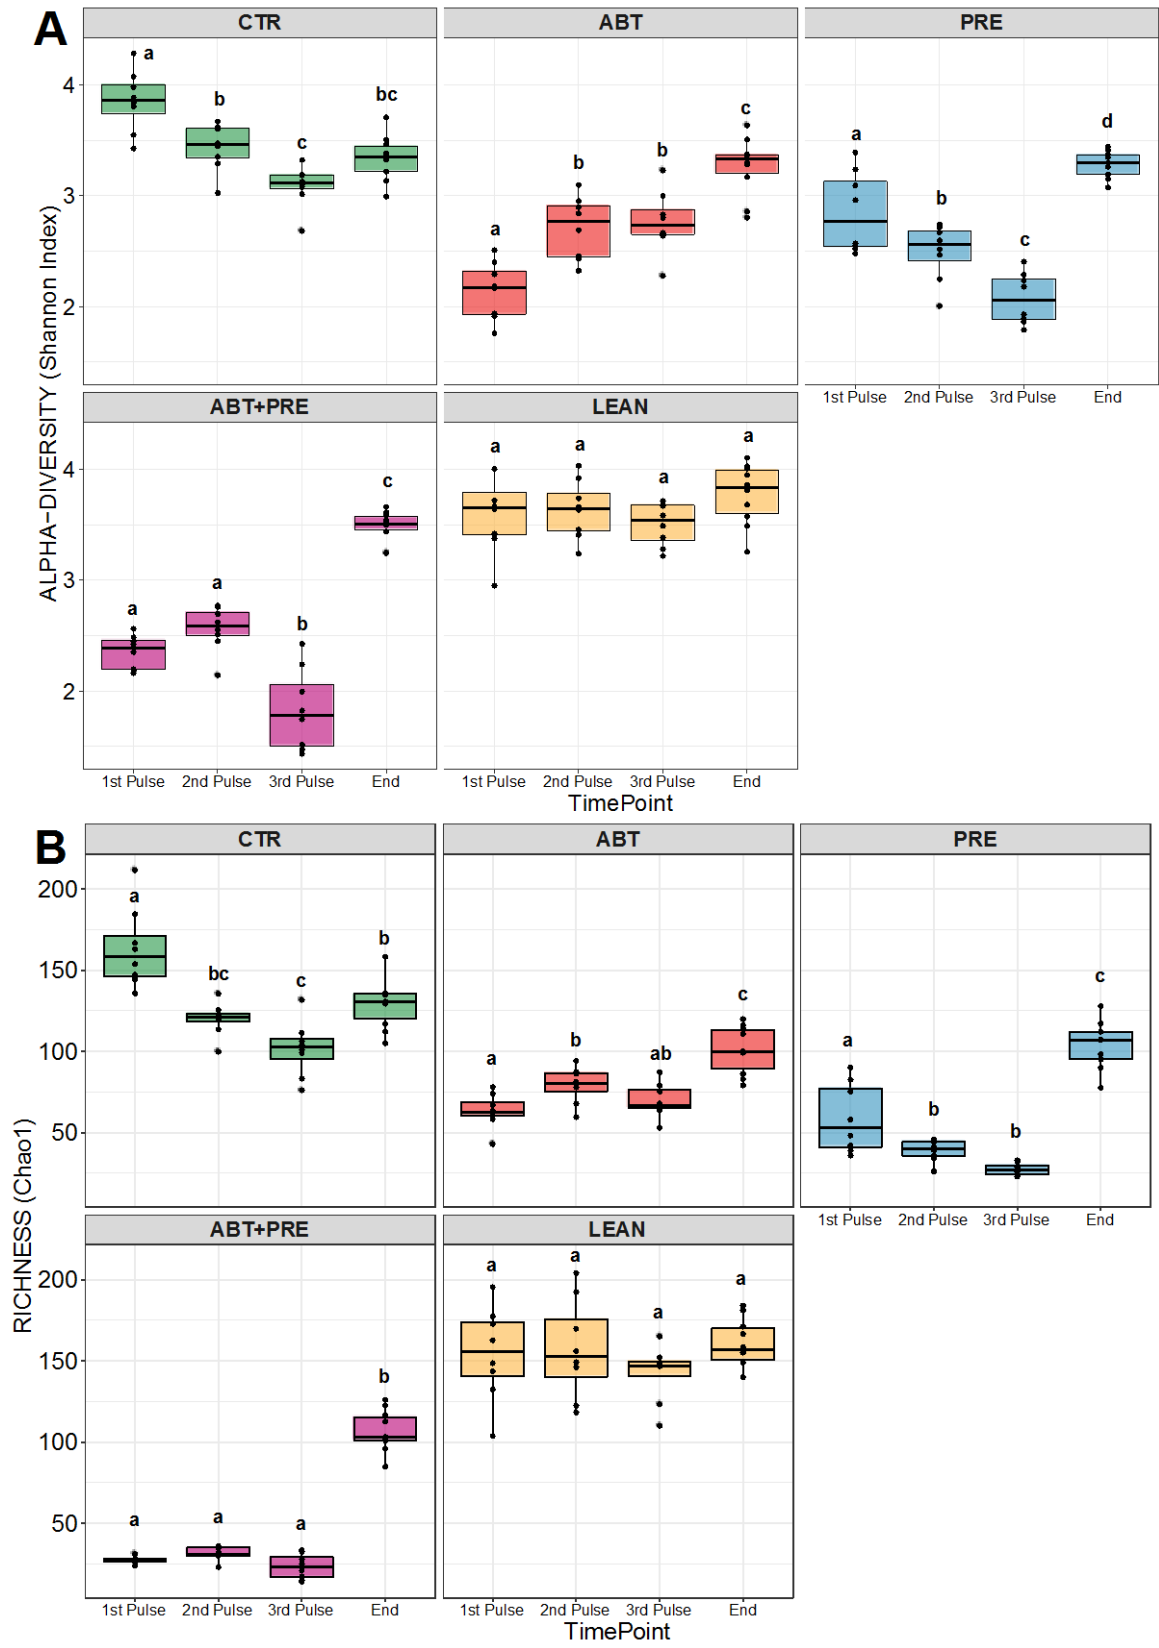 A
CTR ABT PRE
ALPHA-DIVERSITY (Shannon Index)
4
3
2
a b c bc
a b b c
a b c d
1st Pulse 2nd Pulse 3rd Pulse End
ABT+PRE LEAN
4
3
2
a a b c
a a a a
1st Pulse 2nd Pulse 3rd Pulse End
1st Pulse 2nd Pulse 3rd Pulse End
TimePoint
B
CTR ABT PRE
RICHNESS (Chao1)
200
150
100
50
a bc c b
a b ab c
a b b c
1st Pulse 2nd Pulse 3rd Pulse End
ABT+PRE LEAN
200
150
100
50
a a a b
a a a a
1st Pulse 2nd Pulse 3rd Pulse End
1st Pulse 2nd Pulse 3rd Pulse End
TimePoint